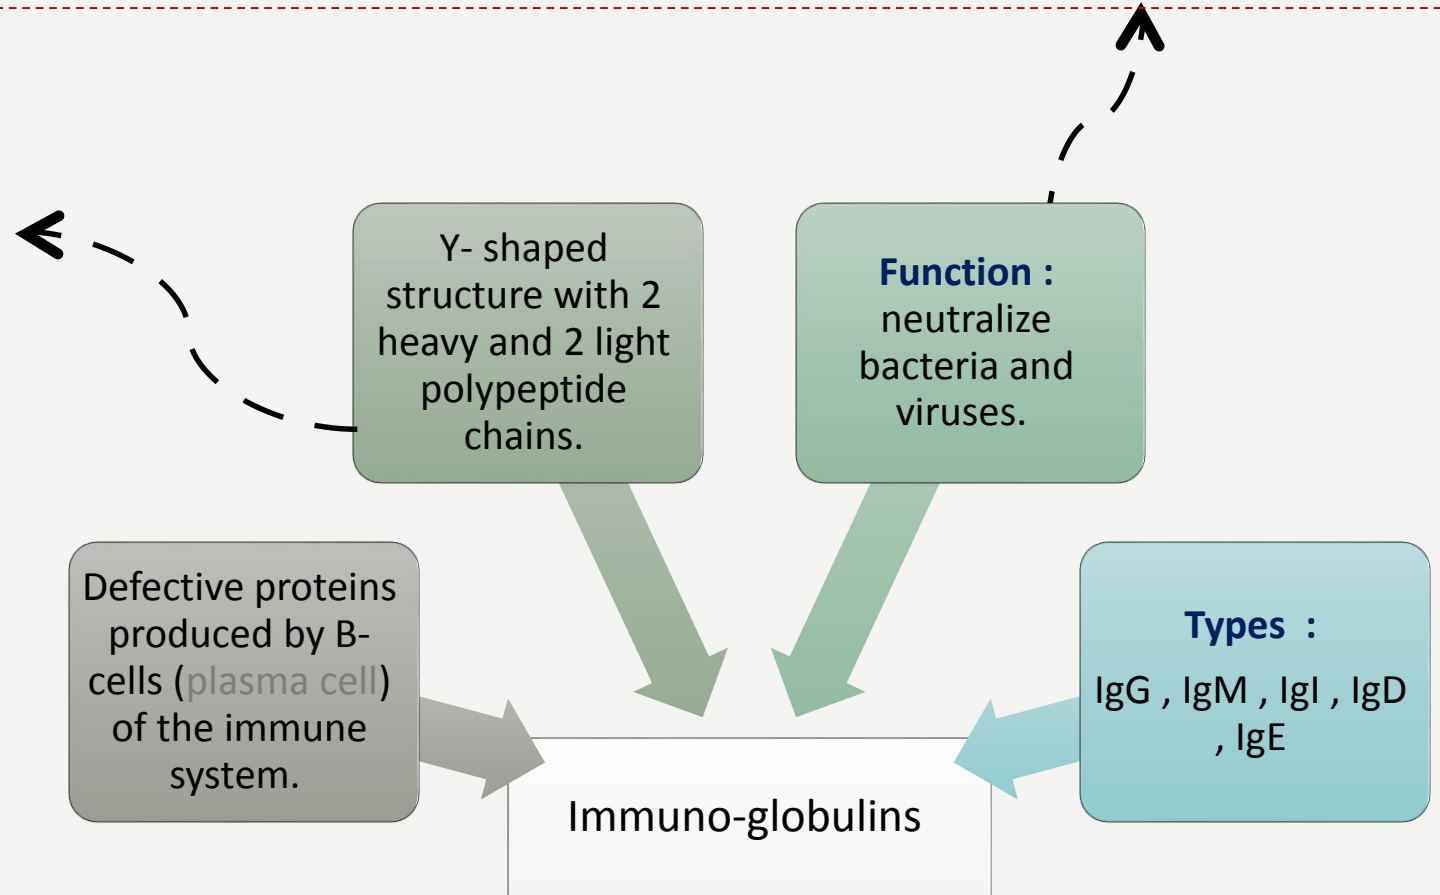 Y- shaped
structure with 2
heavy and 2 light
polypeptide
chains.
Function :
neutralize
bacteria and
viruses.
Defective proteins
produced by B-
cells (plasma cell)
of the immune
system.
Types :
IgG , IgM , IgI , IgD
, IgE
Immuno-globulins